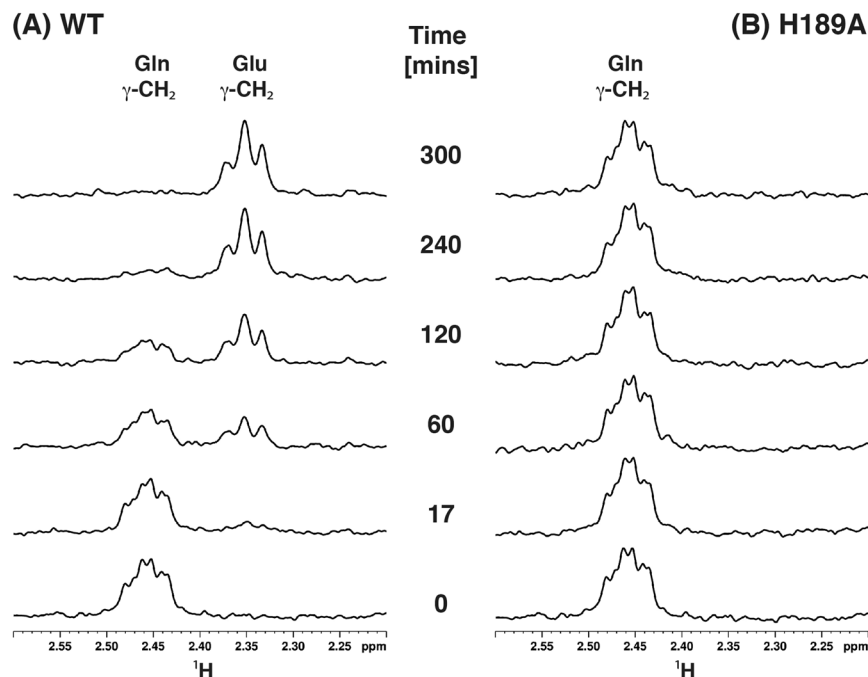 (A) WT
Time
[mins]
(B) H189A
Gln
γ-CH₂
Glu
γ-CH₂
Gln
γ-CH₂
300
240
120
60
17
0
2.55 2.50 2.45 2.40 2.35 2.30 2.25 ppm
¹H
2.55 2.50 2.45 2.40 2.35 2.30 2.25 ppm
¹H